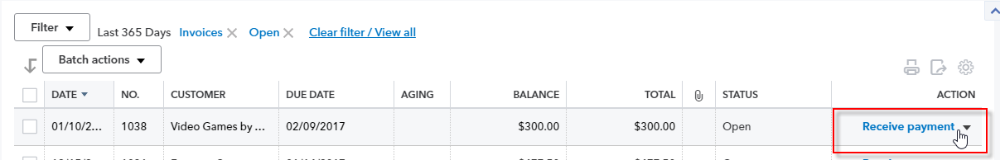 Filter Last 365 Days Invoices Open Clear filter / View all
Batch actions
DATE NO. CUSTOMER DUE DATE AGING BALANCE TOTAL STATUS ACTION
01/10/2... 1038 Video Games by ... 02/09/2017 $300.00 $300.00 Open Receive payment